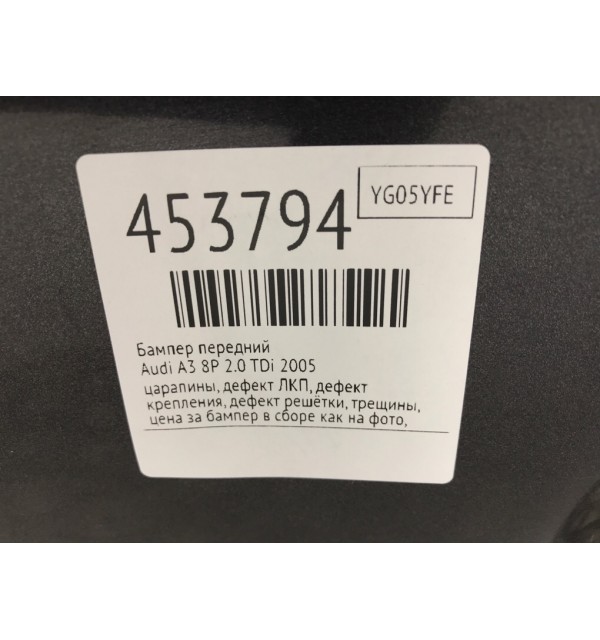 453794
YG05YFE
Бампер передний
Audi A3 8P 2.0 TDi 2005
царапины, дефект ЛКП, дефект
крепления, дефект решётки, трещины,
цена за бампер в сборе как на фото,